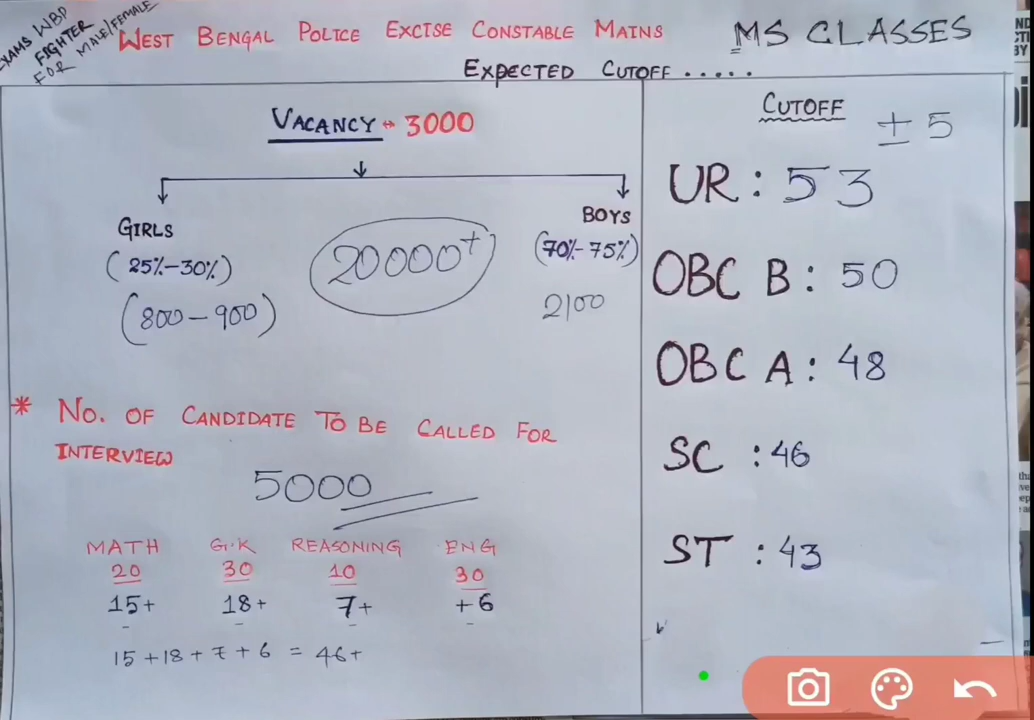 EXAMS WBP
FIGHTER
FOR MALE/FEMALE
WEST BENGAL POLICE EXCISE CONSTABLE MAINS
MS CLASSES
EXPECTED CUTOFF .....
VACANCY → 3000
GIRLS
(25%-30%)
(800-900)
20000+
BOYS
(70%-75%)
2100
* NO. OF CANDIDATE TO BE CALLED FOR
INTERVIEW
5000
MATH G.K REASONING ENG
20 30 10 30
15+ 18+ 7+ +6
15+18+7+6 = 46+
CUTOFF ±5
UR : 53
OBC B : 50
OBC A : 48
SC : 46
ST : 43